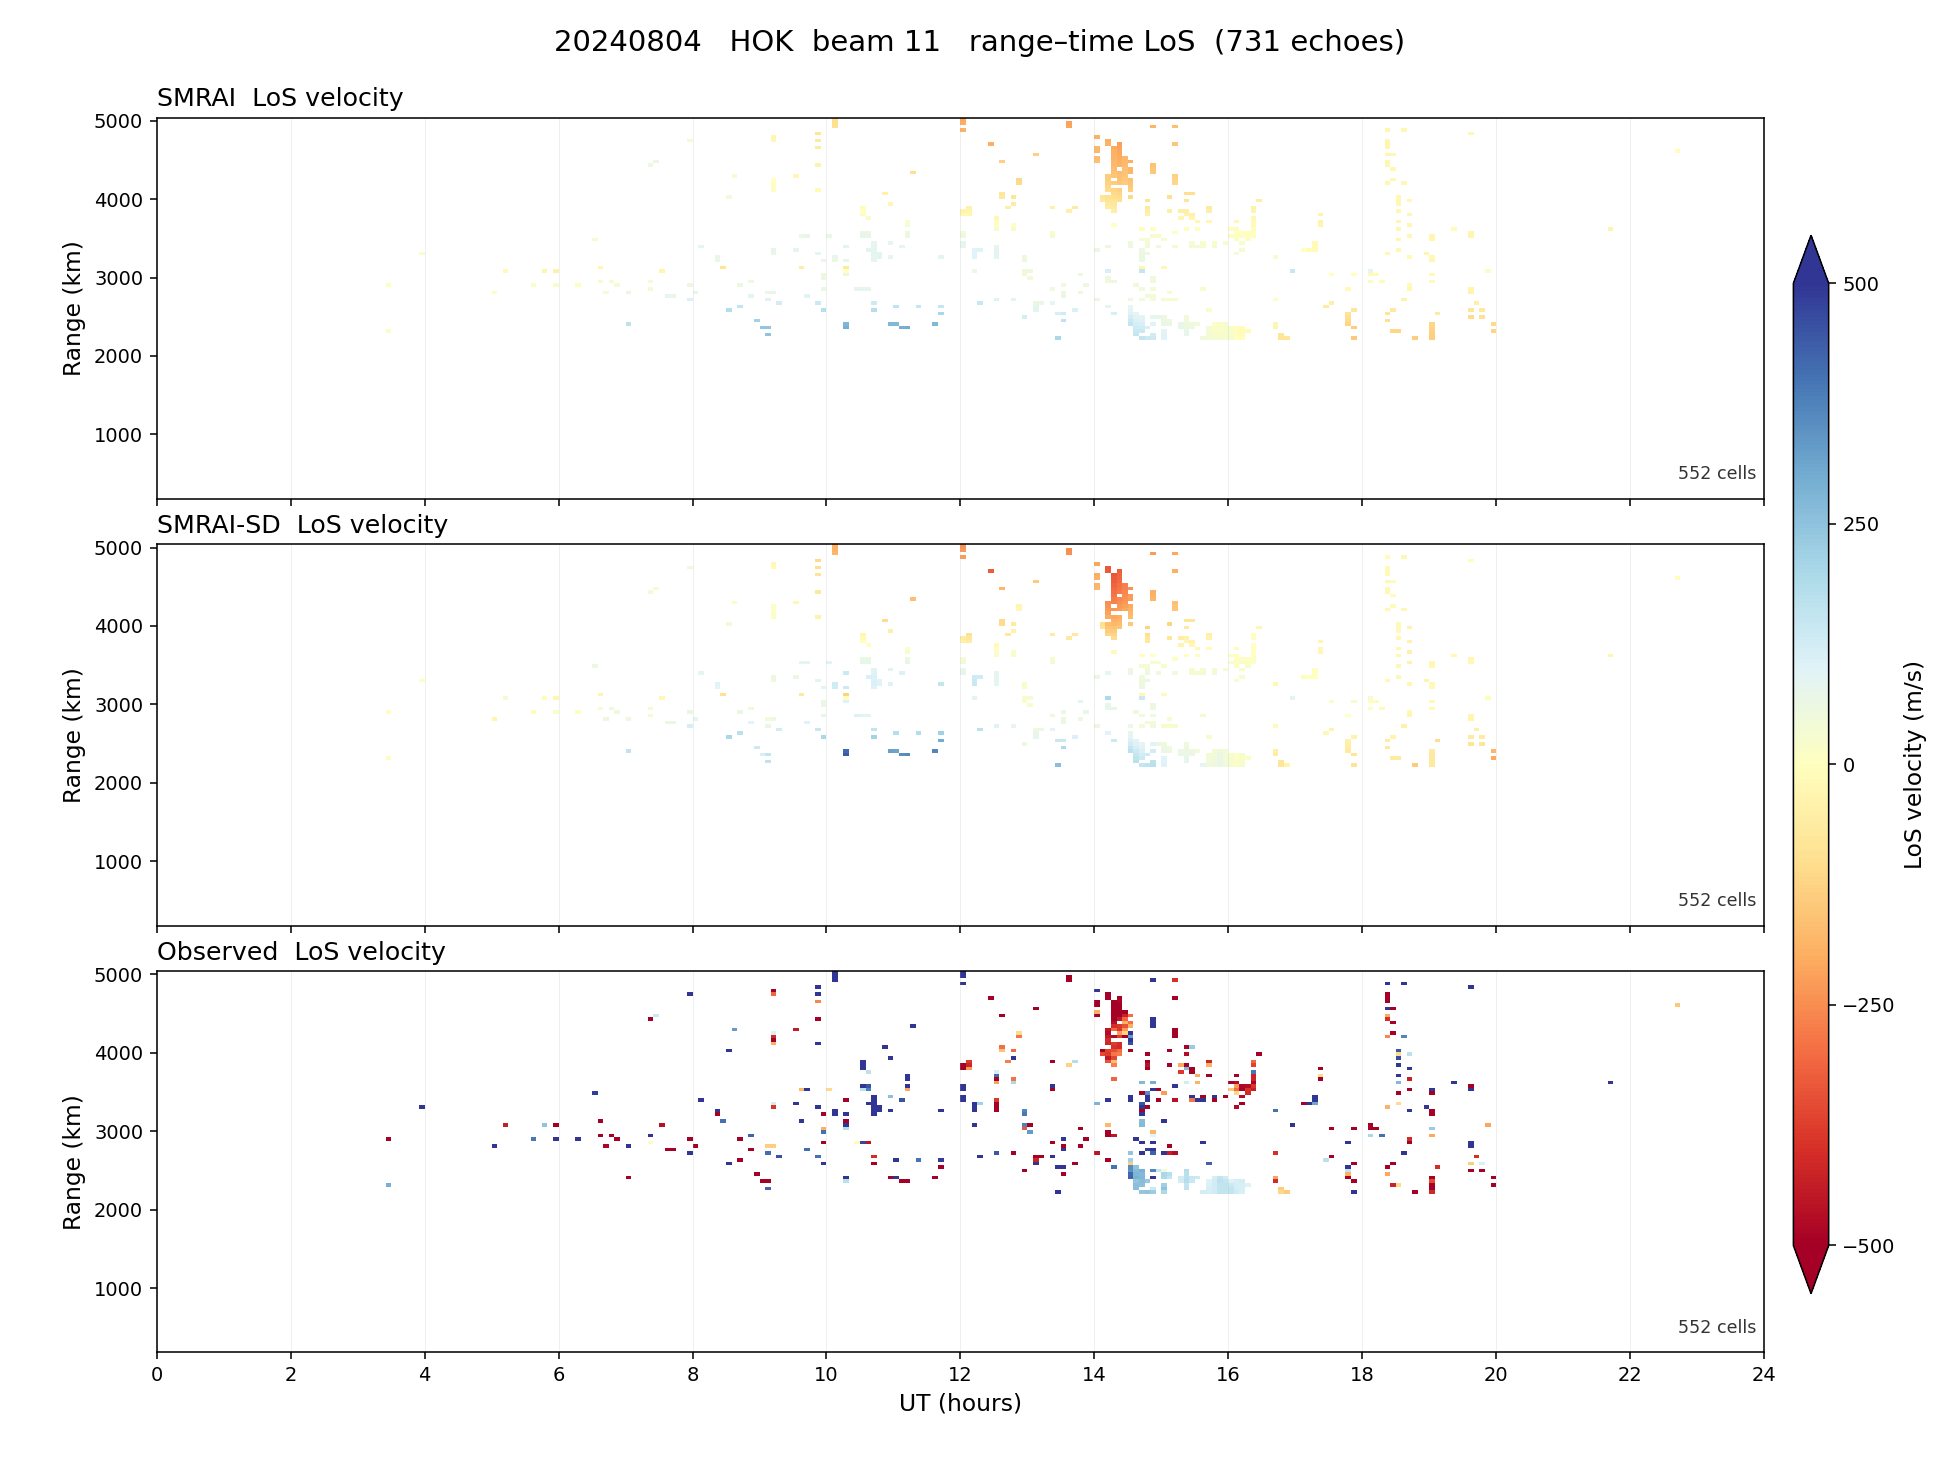 20240804   HOK  beam 11   range–time LoS  (731 echoes)
SMRAI  LoS velocity
5000
4000
3000
2000
1000
Range (km)
552 cells
SMRAI-SD  LoS velocity
5000
4000
3000
2000
1000
Range (km)
552 cells
Observed  LoS velocity
5000
4000
3000
2000
1000
Range (km)
552 cells
0 2 4 6 8 10 12 14 16 18 20 22 24
UT (hours)
500
250
0
−250
−500
LoS velocity (m/s)